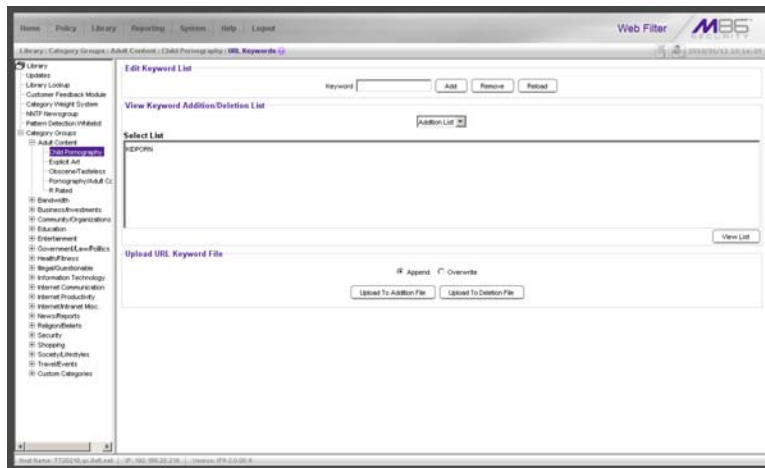 Home Policy Library Reporting System Help Logout
Web Filter
M86
SECURITY
Library : Category Groups : Adult Content : Child Pornography : URL Keywords
Library
Updates
Library Lookup
Customer Feedback Module
Category Weight System
NNTP Newsgroup
Pattern Detection Whitelist
Category Groups
Adult Content
Child Pornography
Explicit Art
Obscene/Tasteless
Pornography/Adult Co
R Rated
Bandwidth
Business/Investments
Community/Organizations
Education
Entertainment
Government/Law/Politics
Health/Fitness
Illegal/Questionable
Information Technology
Internet Communication
Internet Productivity
Internet/Intranet Misc.
News/Reports
Religion/Beliefs
Security
Shopping
Society/Lifestyles
Travel/Events
Custom Categories
Edit Keyword List
Keyword Add Remove Reload
View Keyword Addition/Deletion List
Addition List
Select List
KIDPORN
View List
Upload URL Keyword File
Append Overwrite
Upload To Addition File Upload To Deletion File
Host Name: